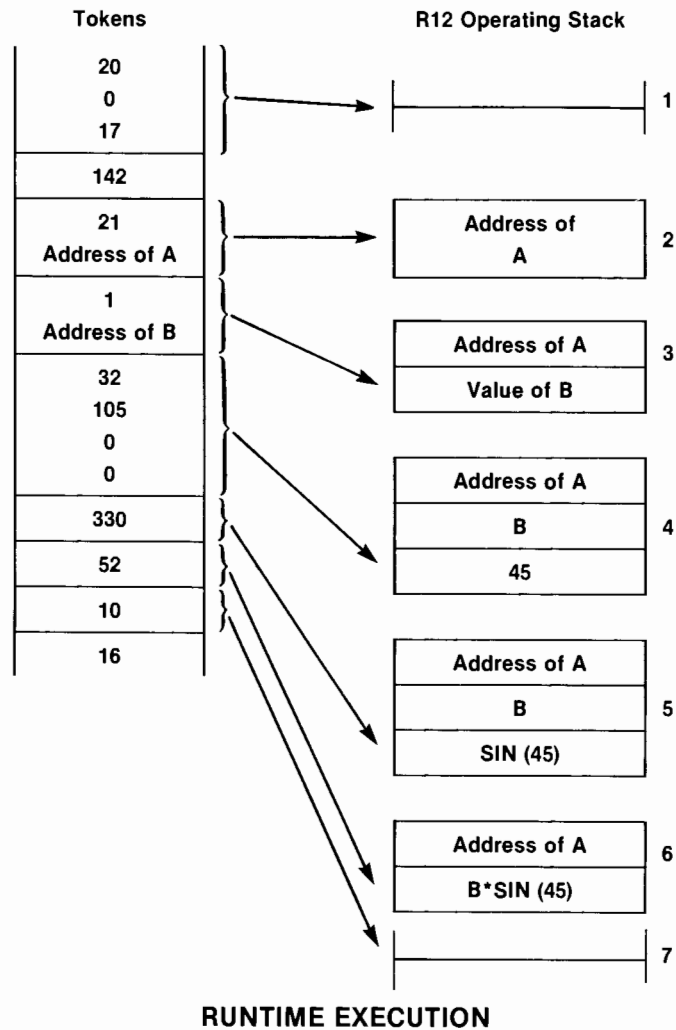 Tokens
20
0
17
142
21
Address of A
1
Address of B
32
105
0
0
330
52
10
16
R12 Operating Stack
1
Address of
A
2
Address of A
Value of B
3
Address of A
B
45
4
Address of A
B
SIN (45)
5
Address of A
B*SIN (45)
6
7
RUNTIME EXECUTION